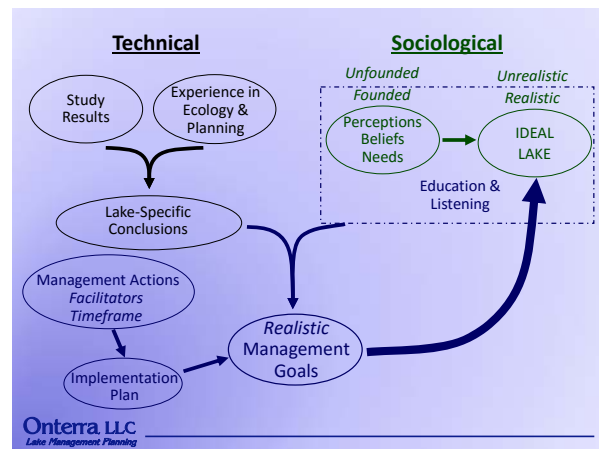 Technical
Sociological
Unfounded
Founded
Unrealistic
Realistic
Study
Results
Experience in
Ecology &
Planning
Perceptions
Beliefs
Needs
IDEAL
LAKE
Education &
Listening
Lake-Specific
Conclusions
Management Actions
Facilitators
Timeframe
Realistic
Management
Goals
Implementation
Plan
Onterra LLC
Lake Management Planning